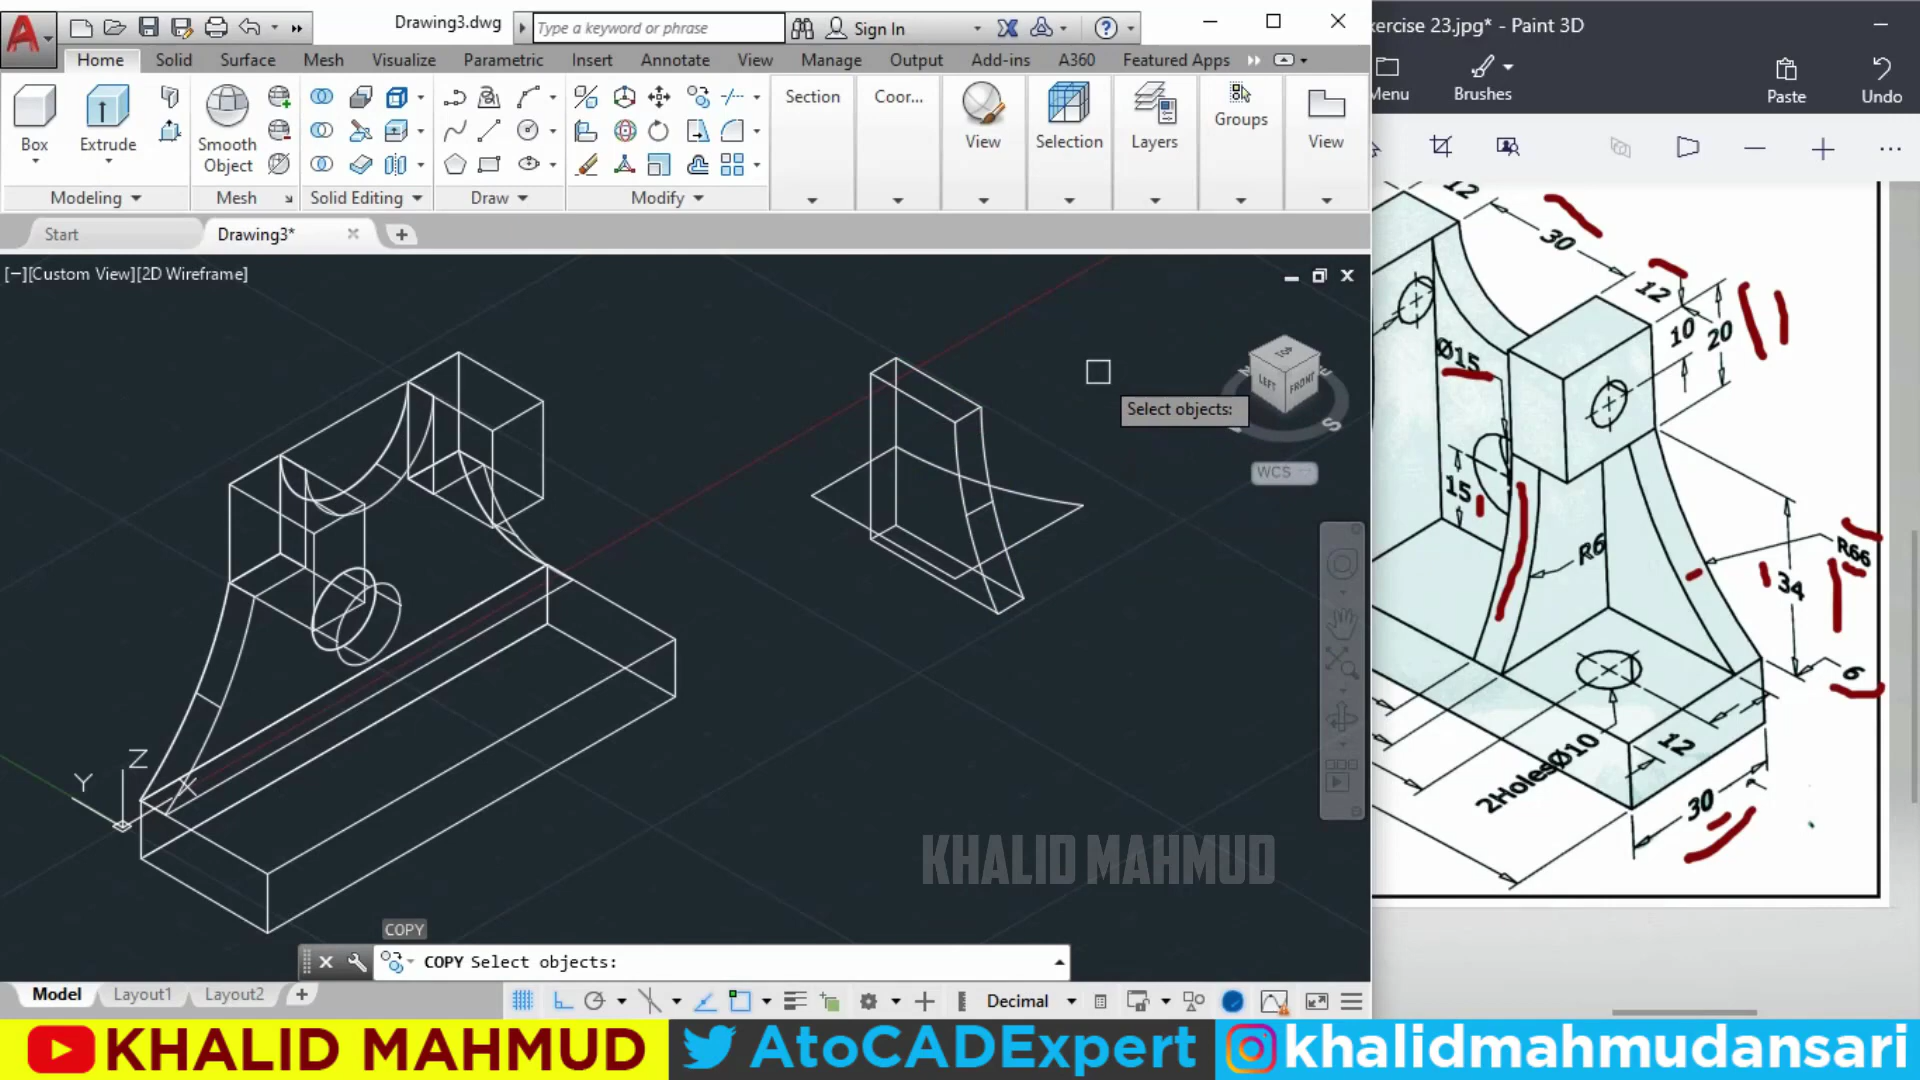 Drawing3.dwg
Type a keyword or phrase
Sign In
Home
Solid
Surface
Mesh
Visualize
Parametric
Insert
Annotate
View
Manage
Output
Add-ins
A360
Featured Apps
Box
Extrude
Smooth
Object
Section
Coor...
View
Selection
Layers
Groups
View
Modeling
Mesh
Solid Editing
Draw
Modify
Start
Drawing3*
[−][Custom View][2D Wireframe]
TOP
LEFT
FRONT
S
WCS
Select objects:
Z
Y
KHALID MAHMUD
COPY
COPY Select objects:
Model
Layout1
Layout2
Decimal
KHALID MAHMUD
AtoCADExpert
khalidmahmudansari
xercise 23.jpg* - Paint 3D
Menu
Brushes
Paste
Undo
12
30
12
10
20
Ø15
15
R6
R66
34
6
2HolesØ10
12
30